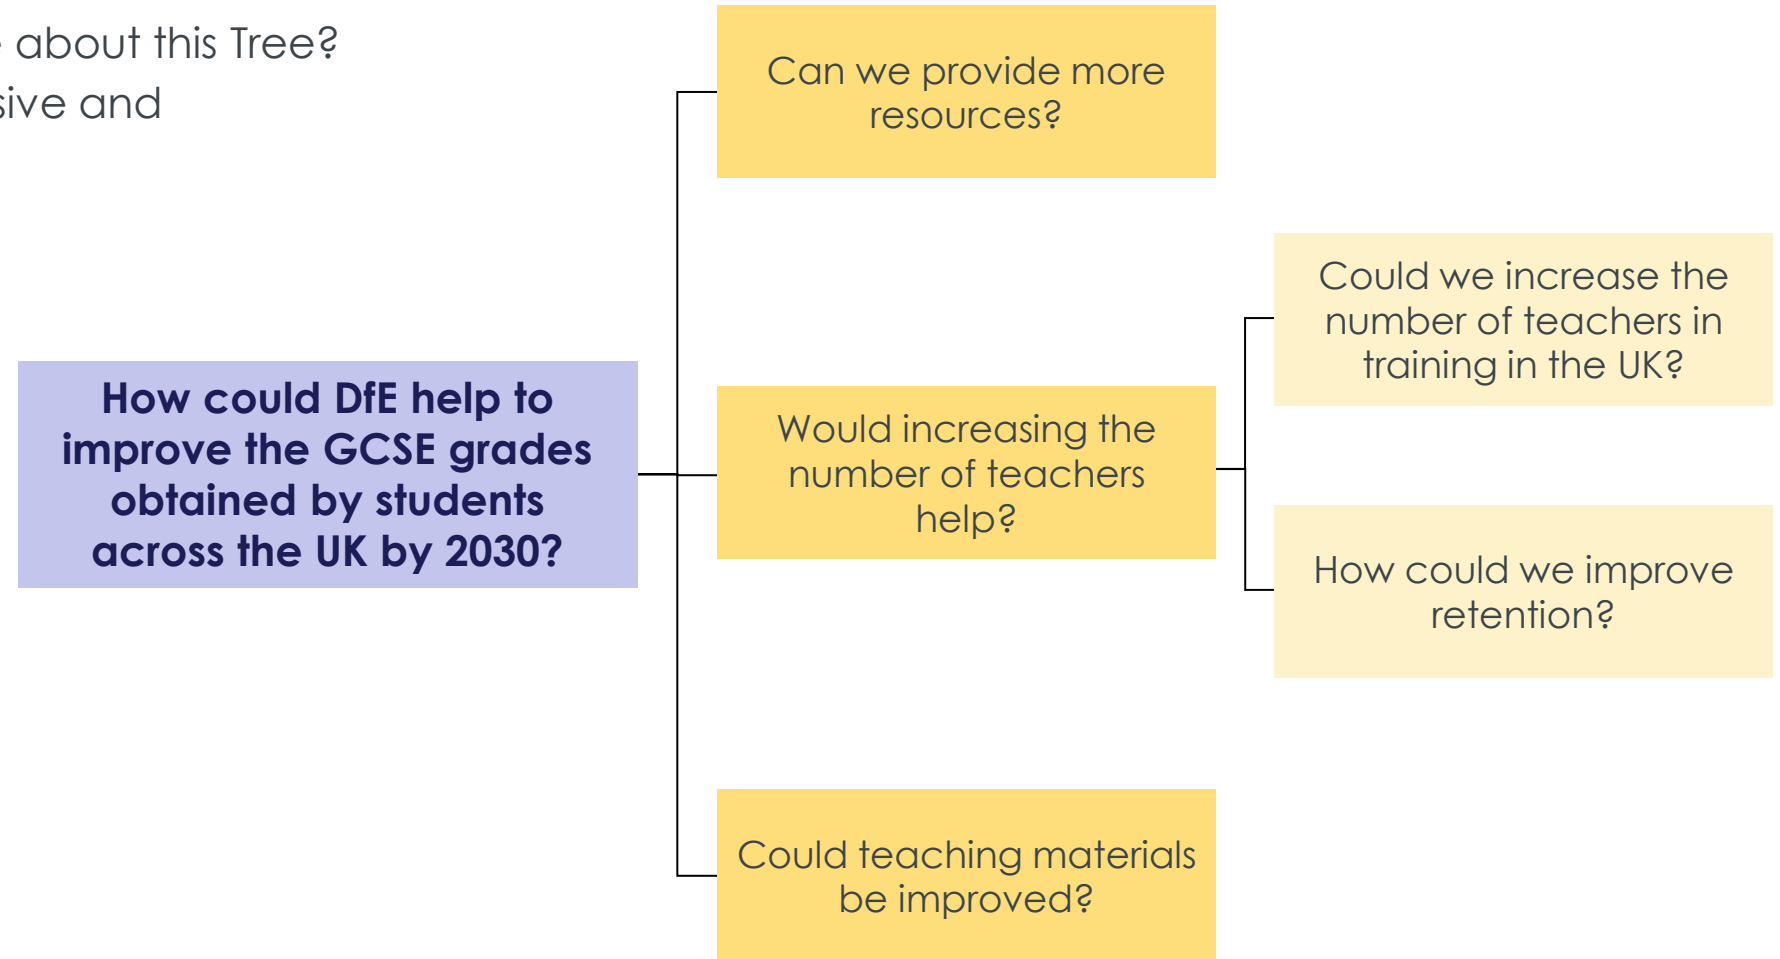 about this Tree?
and
Can we provide more
resources?
How could DfE help to
improve the GCSE grades
obtained by students
across the UK by 2030?
Would increasing the
number of teachers
help?
Could we increase the
number of teachers in
training in the UK?
How could we improve
retention?
Could teaching materials
be improved?